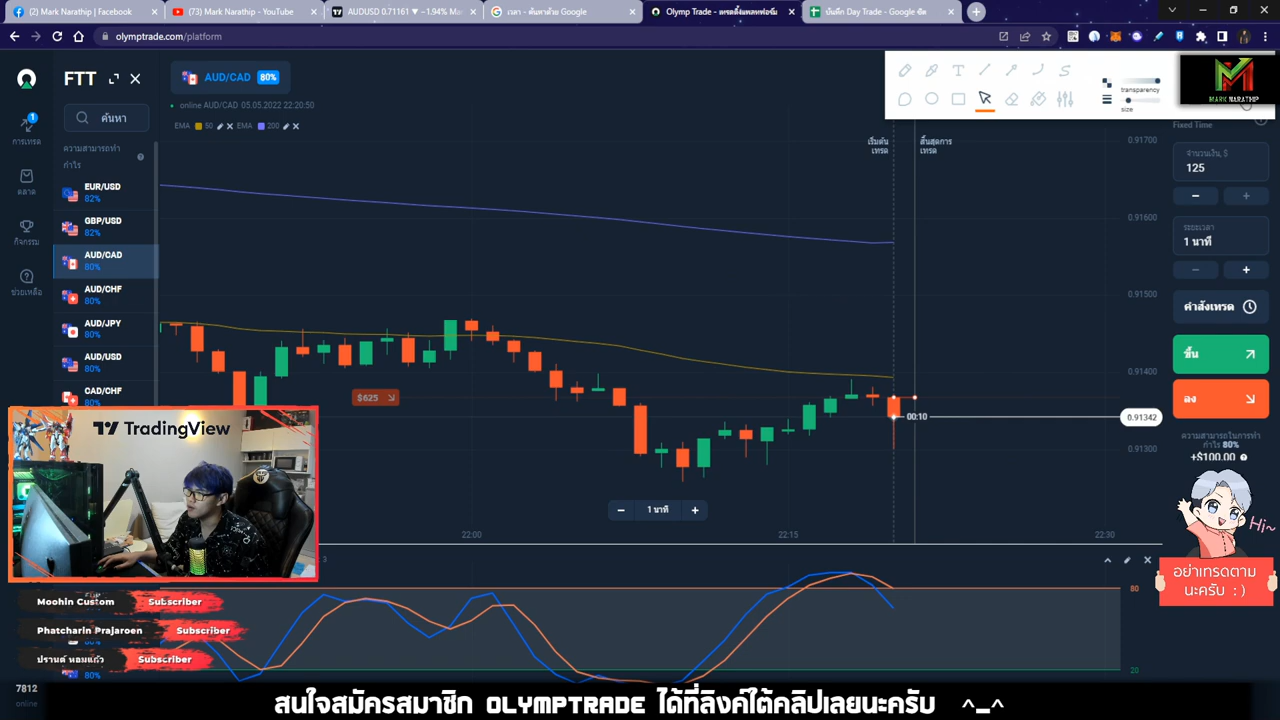 (2) Mark Narathip | Facebook
(73) Mark Narathip - YouTube
AUDUSD 0.71161 ▼ −1.94% Mar
เวลา - ค้นหาด้วย Google
Olymp Trade - เทรดดิ้งแพลทฟอร์ม
บันทึก Day Trade - Google ชีต
olymptrade.com/platform
FTT
AUD/CAD 80%
transparency
size
MARK NARATHIP
online AUD/CAD 05.05.2022 22:20:50
EMA 50 EMA 200
1
การเทรด
ตลาด
กิจกรรม
ช่วยเหลือ
ค้นหา
ความสามารถทำ
กำไร
EUR/USD
82%
GBP/USD
82%
AUD/CAD
80%
AUD/CHF
80%
AUD/JPY
80%
AUD/USD
80%
CAD/CHF
80%
เริ่มต้น
เทรด
สิ้นสุดการ
เทรด
0.91700
0.91600
0.91500
0.91400
0.91342
0.91300
$625
00:10
1 นาที
22:00
22:15
22:30
3
80
20
Fixed Time
จำนวนเงิน, $
125
ระยะเวลา
1 นาที
คำสั่งเทรด
ขึ้น
ลง
ความสามารถในการทำ
กำไร 80%
+$100.00
Hi~
อย่าเทรดตาม
นะครับ : )
TradingView
Moohin Custom Subscriber
Phatcharin Prajaroen Subscriber
ปรานต์ หอมแก้ว Subscriber
80%
7812
online
สนใจสมัครสมาชิก OLYMPTRADE ได้ที่ลิงค์ใต้คลิปเลยนะครับ ^_^